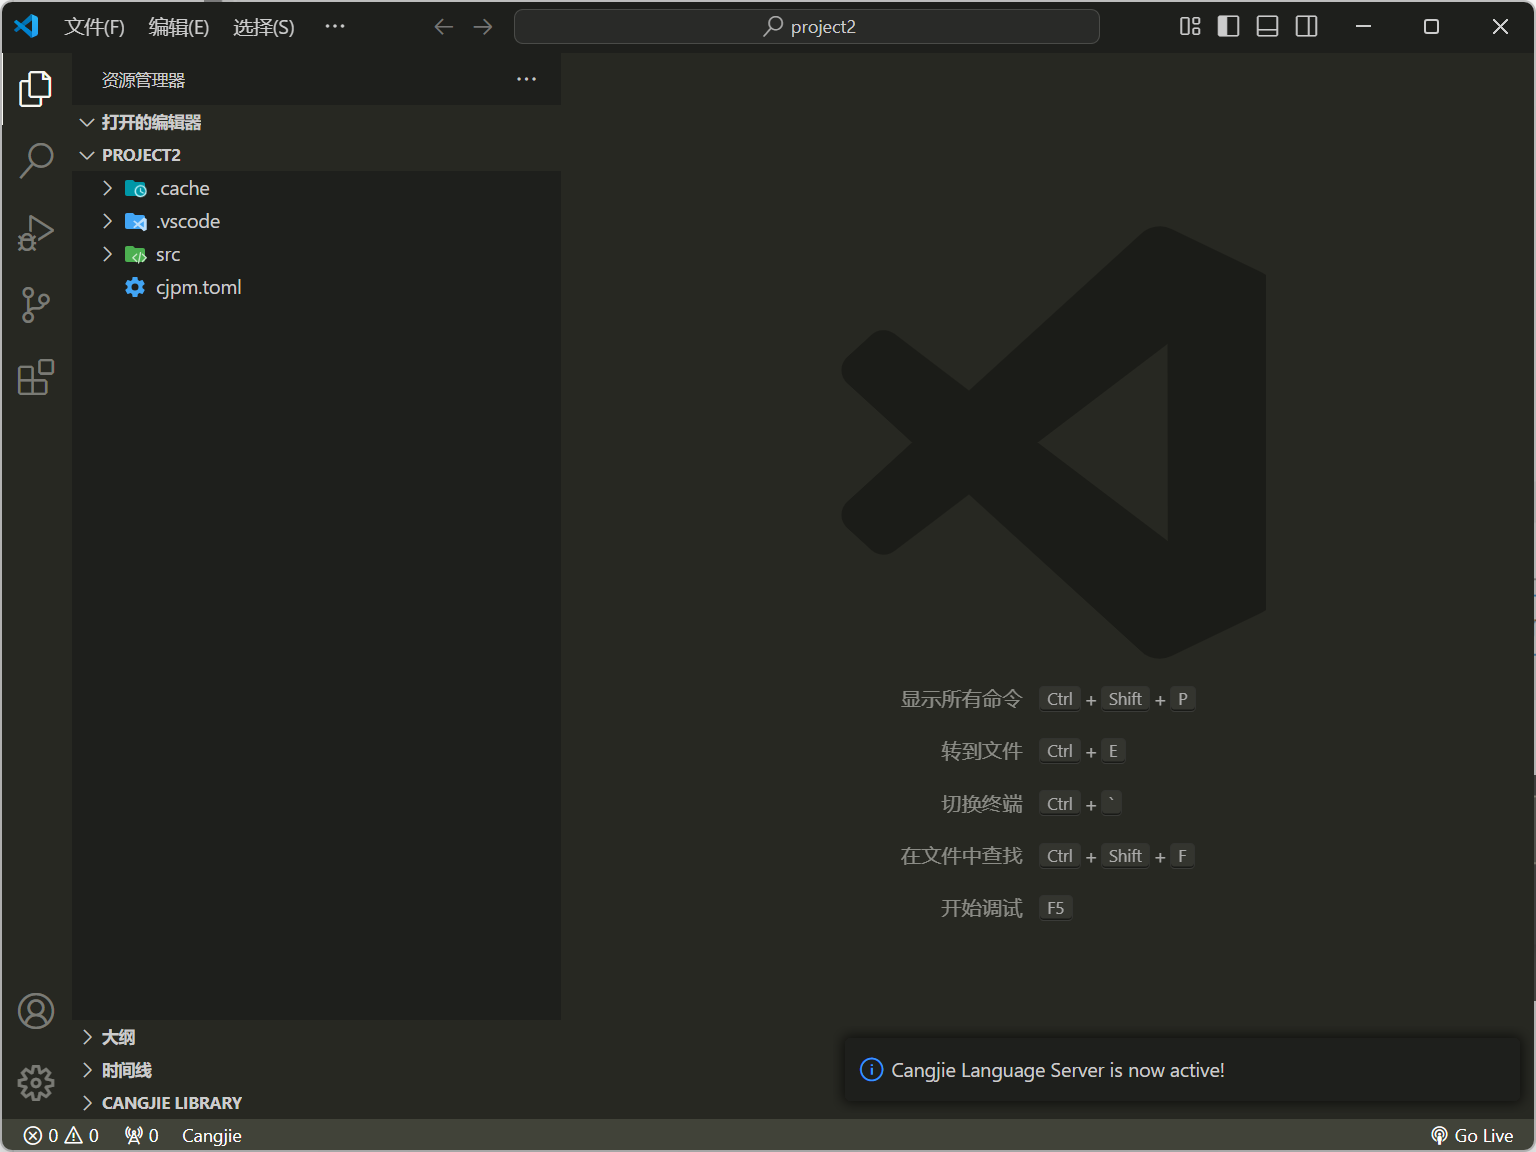 文件(F) 编辑(E) 选择(S) ··· project2
资源管理器 ···
打开的编辑器
PROJECT2
.cache
.vscode
src
cjpm.toml
显示所有命令 Ctrl + Shift + P
转到文件 Ctrl + E
切换终端 Ctrl + `
在文件中查找 Ctrl + Shift + F
开始调试 F5
大纲
时间线
CANGJIE LIBRARY
Cangjie Language Server is now active!
0 0 0 Cangjie Go Live